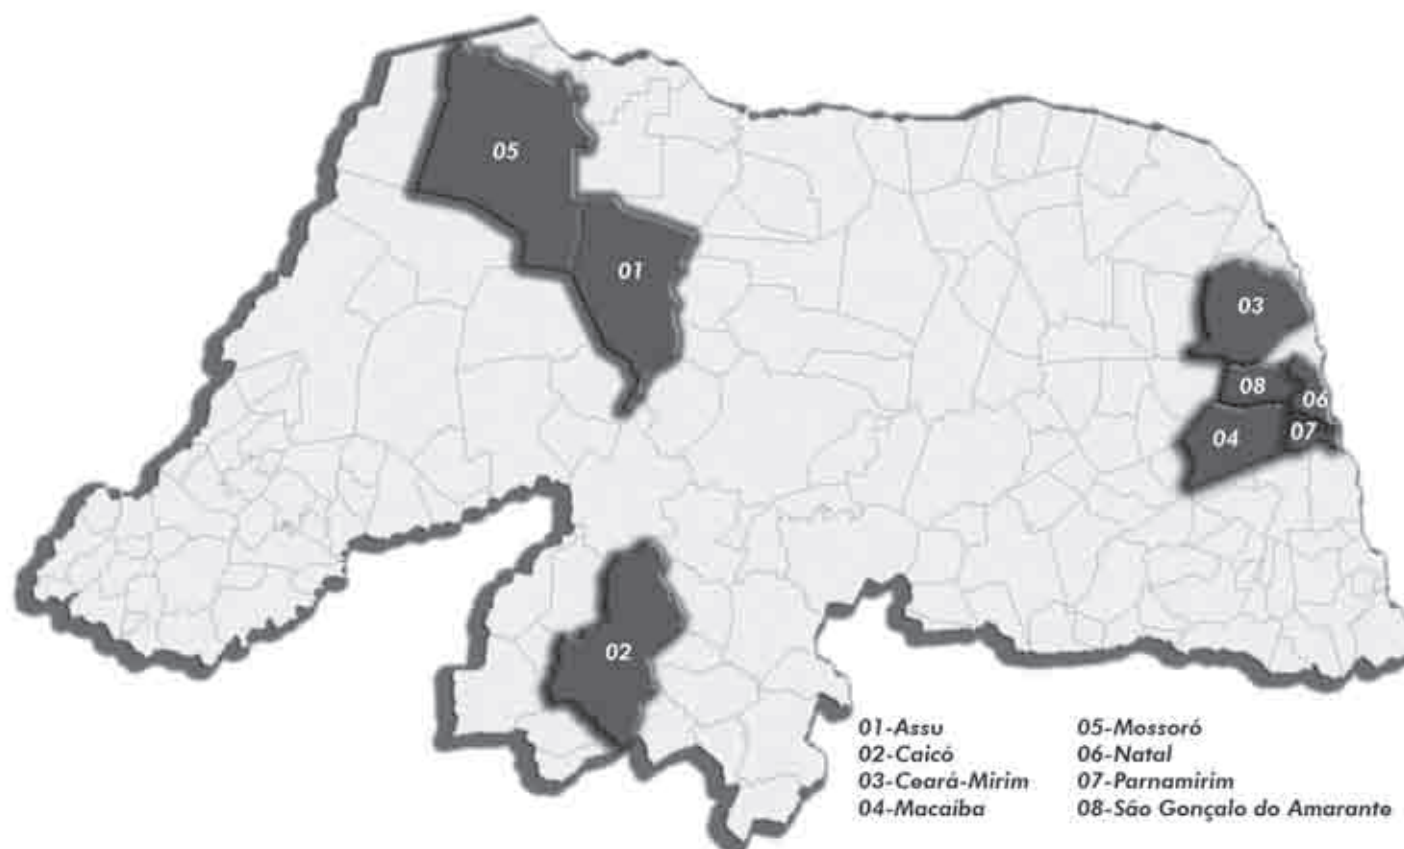 05
01
03
08
06
04
07
02
01-Assu
02-Caicó
03-Ceará-Mirim
04-Macaíba
05-Mossoró
06-Natal
07-Parnamirim
08-São Gonçalo do Amarante